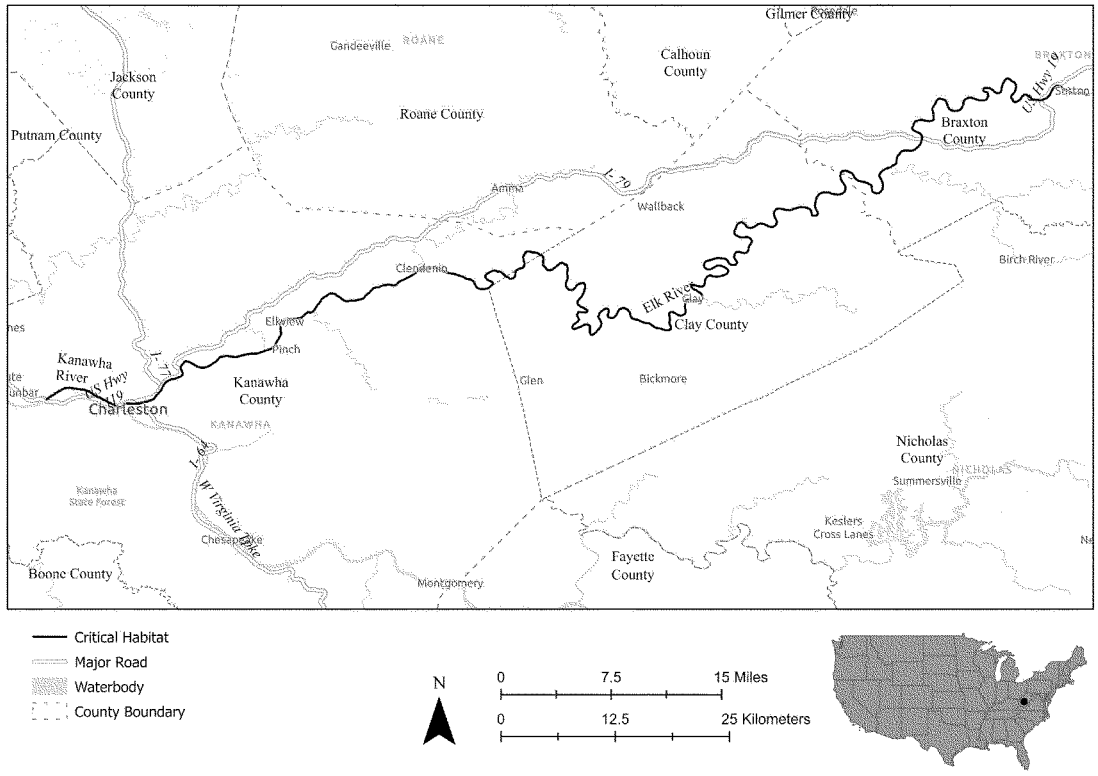 Gilmer County
Rosedale
Gandeeville
ROANE
Calhoun
County
BRAXTON
US Hwy 19
Sutton
Jackson
County
Roane County
Braxton
County
Putnam County
I-79
Amma
Wallback
Birch River
Clendenin
Elk River
Clay
Clay County
Elkview
Pinch
I-77
Kanawha
River
US Hwy
119
Charleston
Kanawha
County
Glen
Bickmore
KANAWHA
I-64
W Virginia Tpke
Nicholas
County
NICHOLAS
Summersville
Kanawha
State Forest
Keslers
Cross Lanes
Chesapeake
Fayette
County
Boone County
Montgomery
Critical Habitat
Major Road
Waterbody
County Boundary
N
0 7.5 15 Miles
0 12.5 25 Kilometers